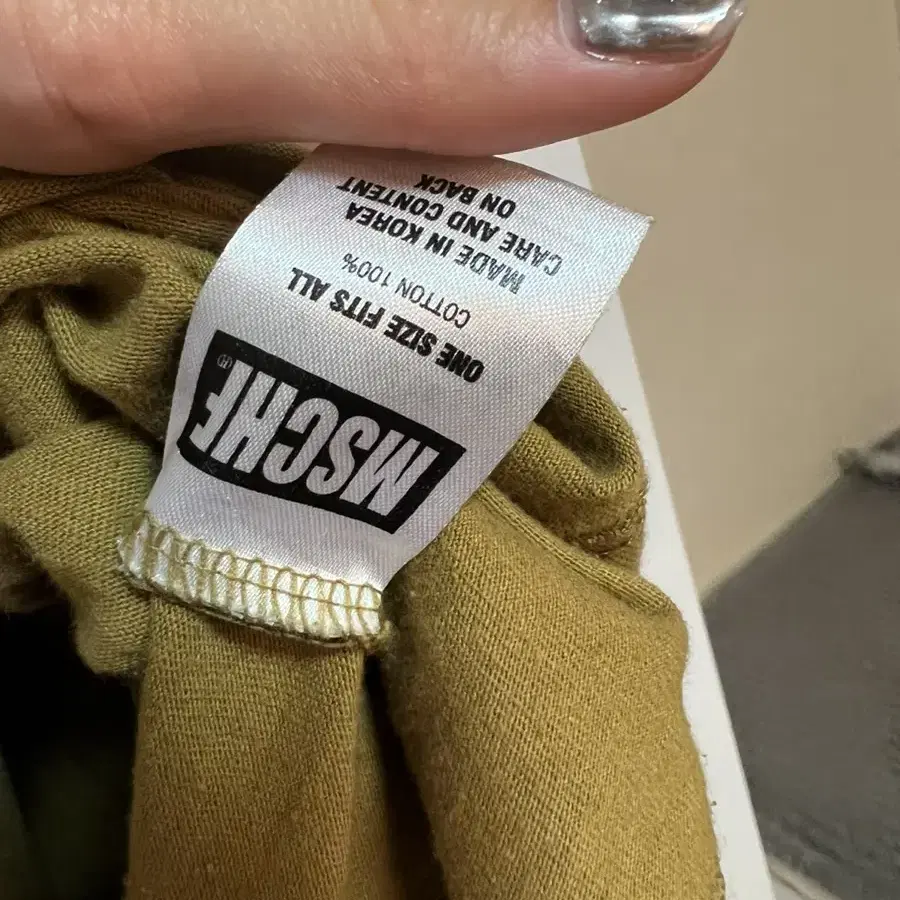 MSCHF®
ONE SIZE FITS ALL
COTTON 100%
MADE IN KOREA
CARE AND CONTENT
ON BACK